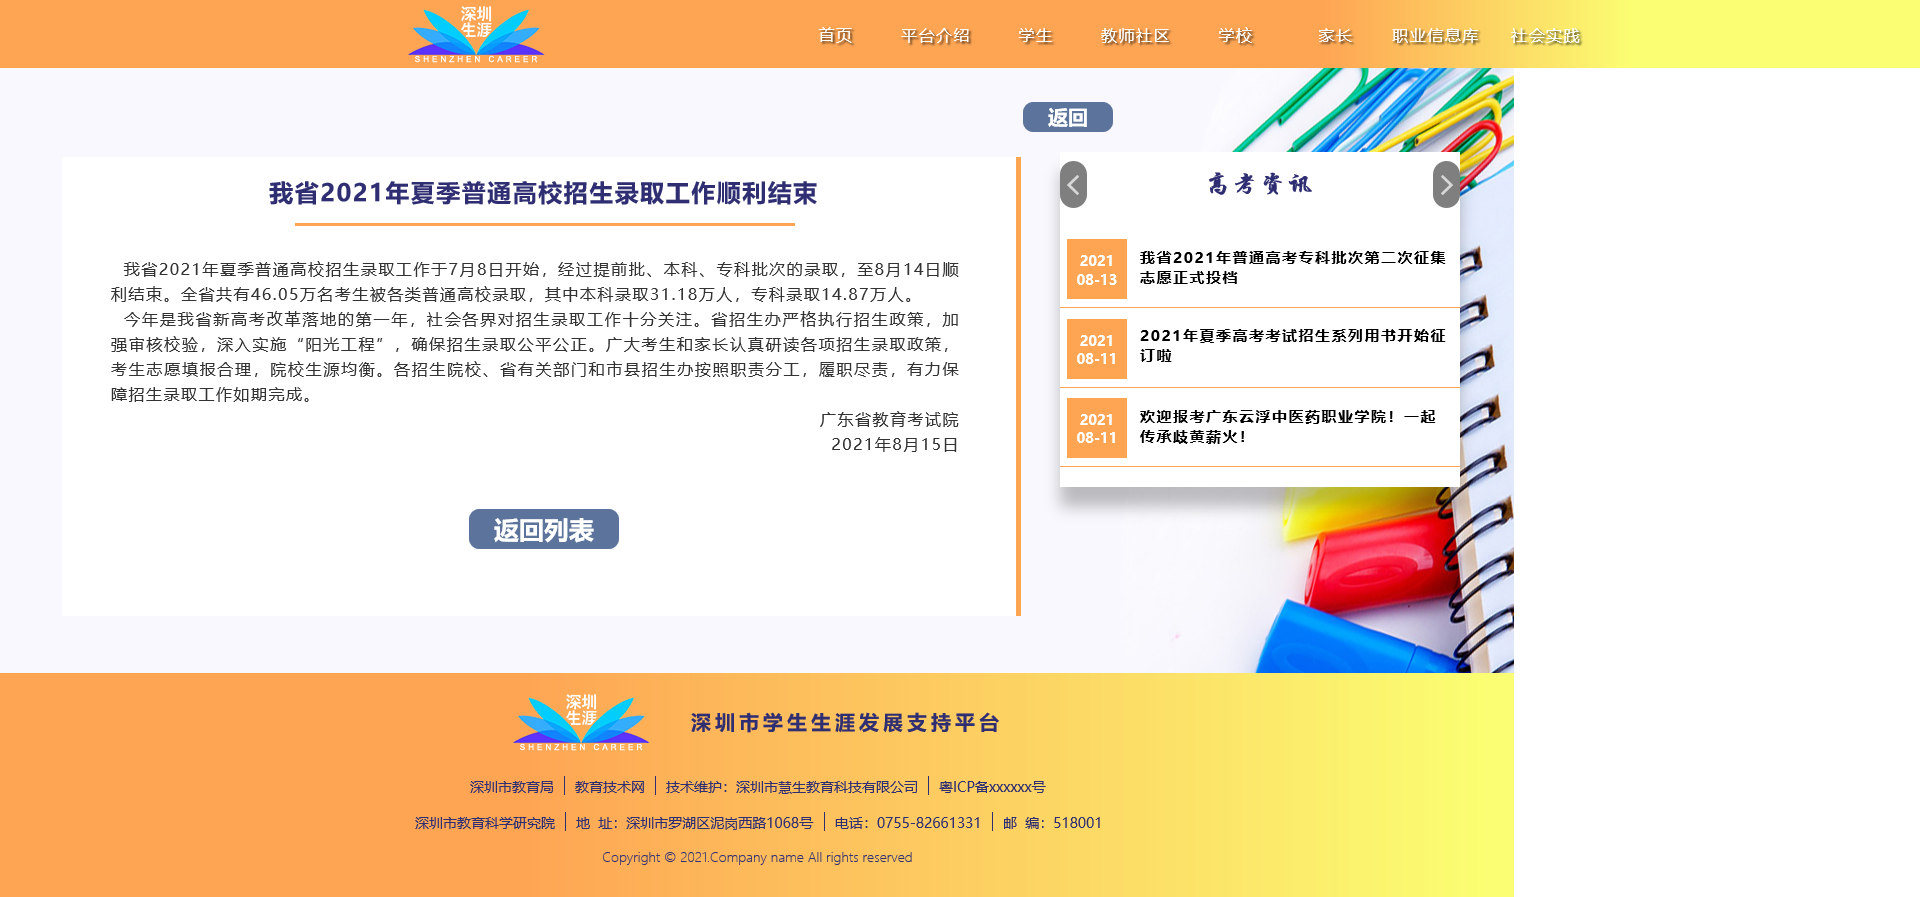 深圳
生涯
SHENZHEN CAREER
首页 平台介绍 学生 教师社区 学校 家长 职业信息库 社会实践
返回
我省2021年夏季普通高校招生录取工作顺利结束
我省2021年夏季普通高校招生录取工作于7月8日开始，经过提前批、本科、专科批次的录取，至8月14日顺
利结束。全省共有46.05万名考生被各类普通高校录取，其中本科录取31.18万人，专科录取14.87万人。
今年是我省新高考改革落地的第一年，社会各界对招生录取工作十分关注。省招生办严格执行招生政策，加
强审核校验，深入实施“阳光工程”，确保招生录取公平公正。广大考生和家长认真研读各项招生录取政策，
考生志愿填报合理，院校生源均衡。各招生院校、省有关部门和市县招生办按照职责分工，履职尽责，有力保
障招生录取工作如期完成。
广东省教育考试院
2021年8月15日
返回列表
高考资讯
2021
08-13
我省2021年普通高考专科批次第二次征集
志愿正式投档
2021
08-11
2021年夏季高考考试招生系列用书开始征
订啦
2021
08-11
欢迎报考广东云浮中医药职业学院！一起
传承歧黄薪火！
深圳
生涯
SHENZHEN CAREER
深圳市学生生涯发展支持平台
深圳市教育局 教育技术网 技术维护：深圳市慧生教育科技有限公司 粤ICP备xxxxxx号
深圳市教育科学研究院 地 址：深圳市罗湖区泥岗西路1068号 电话：0755-82661331 邮 编：518001
Copyright © 2021.Company name All rights reserved